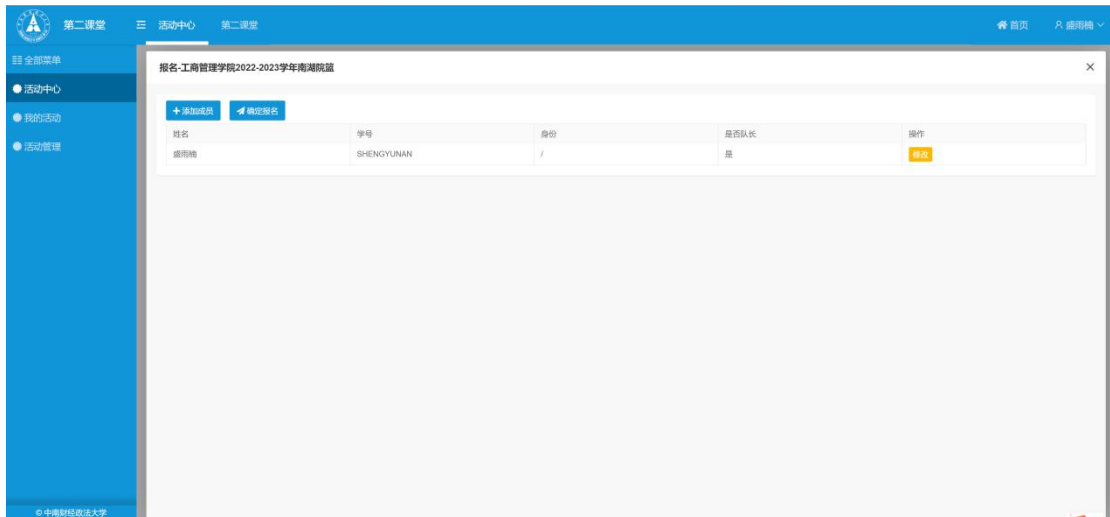 第二课堂 活动中心 第二课堂 首页 盛雨楠
全部菜单
报名-工商管理学院2022-2023学年南湖院篮 ×
活动中心
添加成员 确定报名
我的活动
姓名 学号 身份 是否队长 操作
活动管理
盛雨楠 SHENGYUNAN / 是 修改
© 中南财经政法大学